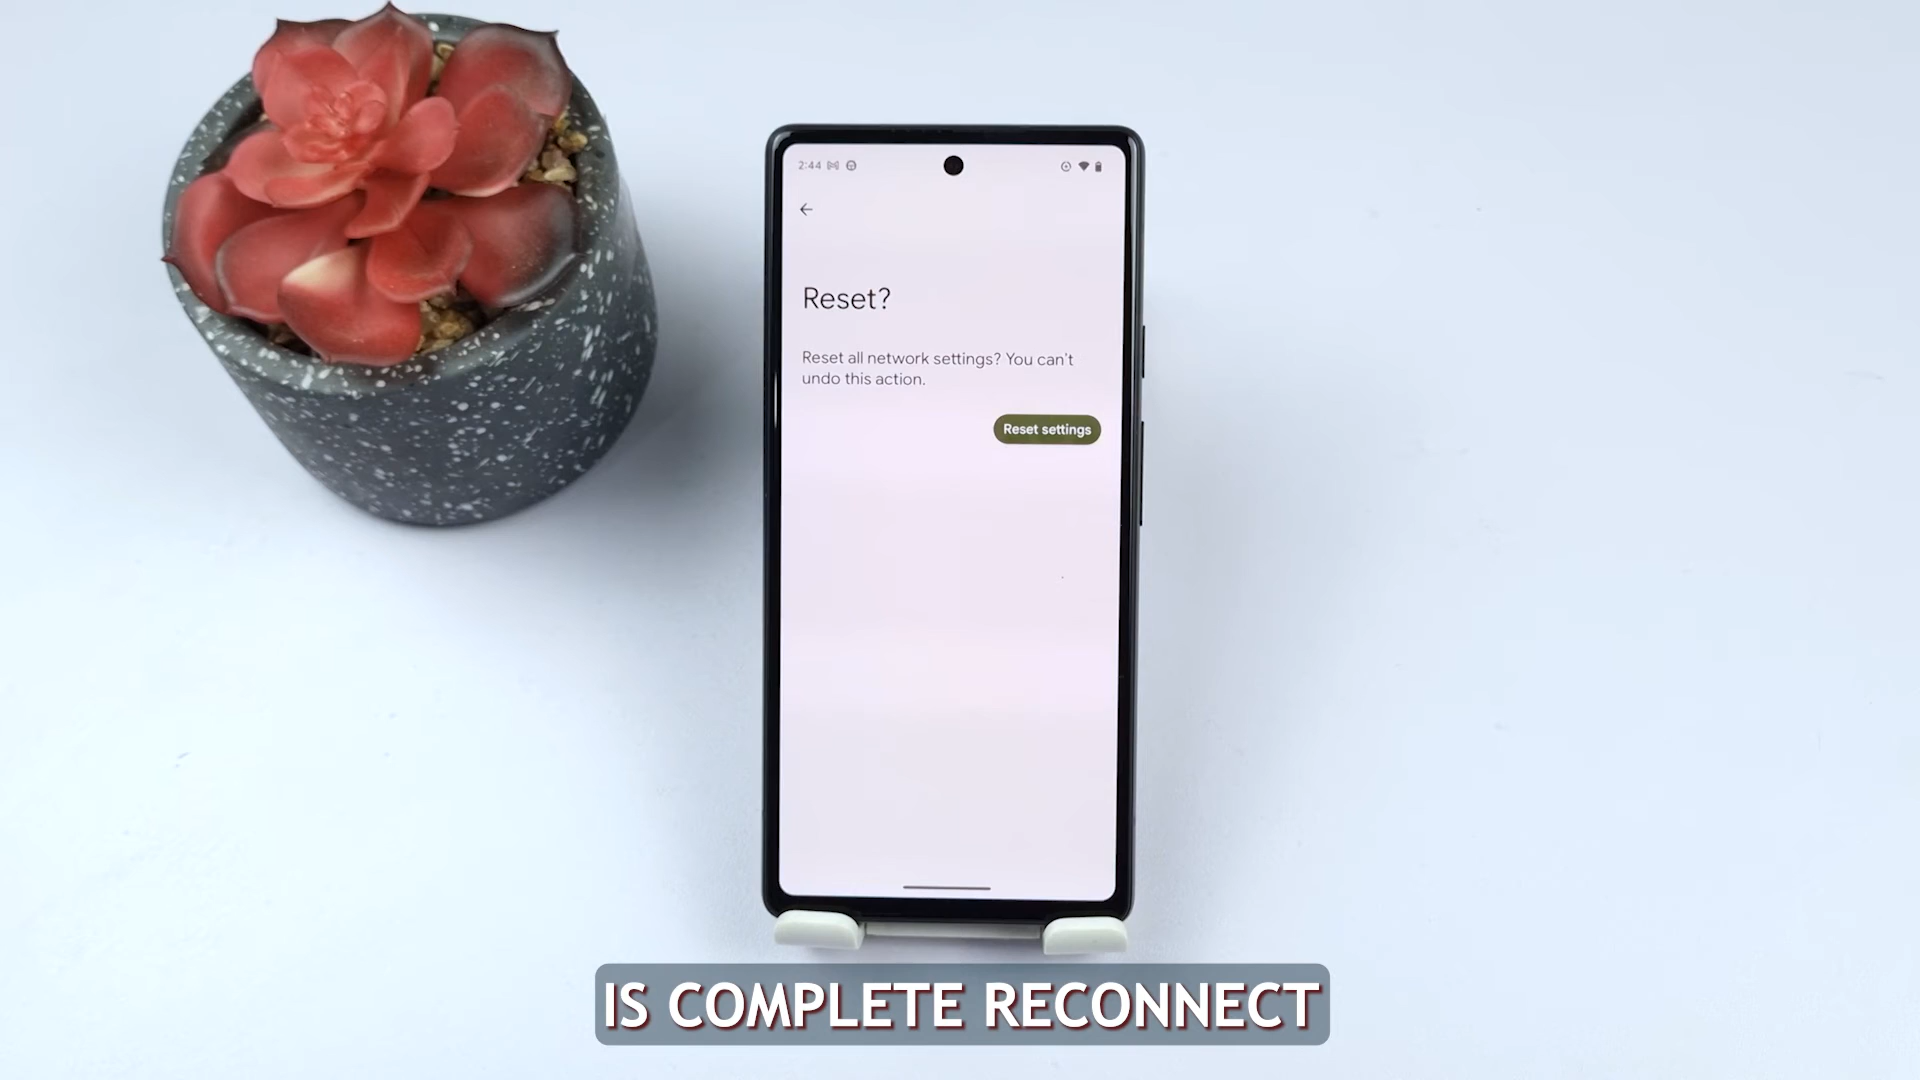 2:44
Reset?
Reset all network settings? You can't
undo this action.
Reset settings
IS COMPLETE RECONNECT